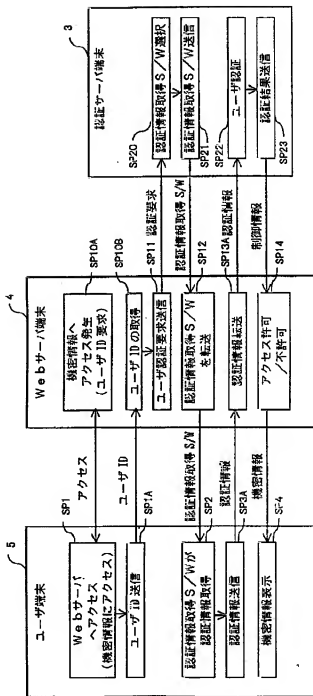 5
ユーザ端末
SP1
Webサーバ
へアクセス
(機密情報にアクセス)
ユーザID送信
SP1A
認証情報取得S/Wが
認証情報取得
SP2
認証情報送信
SP3A
機密情報表示
SP4
アクセス
ユーザID
認証情報取得S/W
認証情報
機密情報
4
Webサーバ端末
SP10A
機密情報へ
アクセス発生
(ユーザID要求)
SP10B
ユーザIDの取得
ユーザ認証要求送信
SP11
認証情報取得S/W
を転送
SP12
認証情報転送
SP13A
アクセス許可
/不許可
SP14
認証要求
認証情報取得S/W
認証情報
制御情報
3
認証サーバ端末
SP20
認証情報取得S/W選択
認証情報取得S/W送信
SP21
SP22
ユーザ認証
認証結果送信
SP23